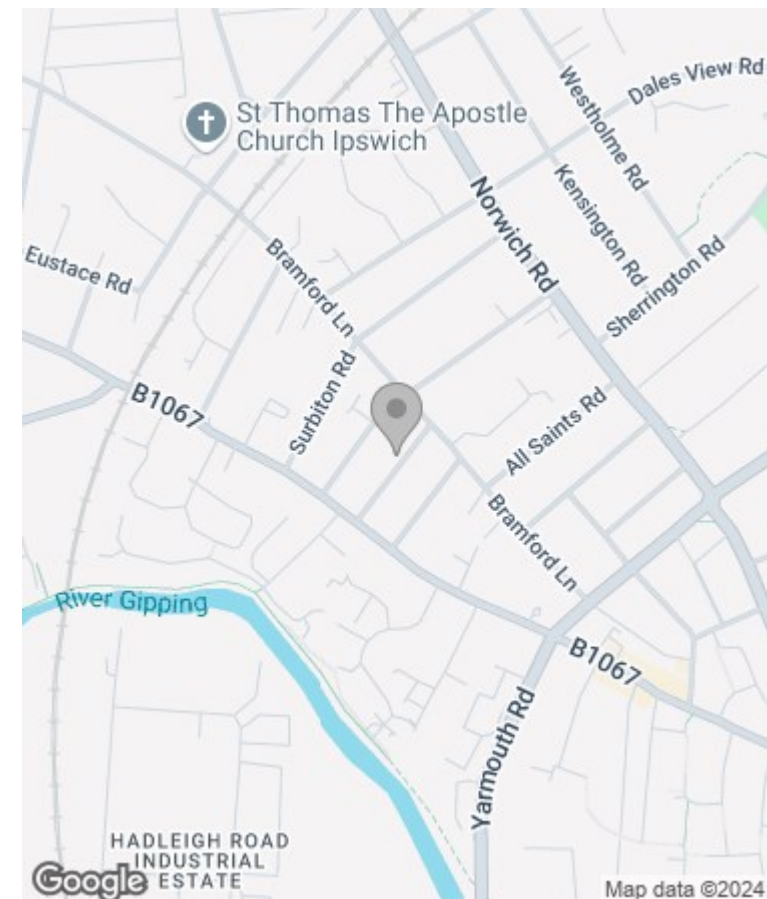 Dales View Rd
Westholme Rd
St Thomas The Apostle
Church Ipswich
Kensington Rd
Norwich Rd
Sherrington Rd
Eustace Rd
Bramford Ln
B1067
Surbiton Rd
All Saints Rd
Bramford Ln
River Gipping
B1067
Yarmouth Rd
HADLEIGH ROAD
INDUSTRIAL
ESTATE
Google
Map data ©2024